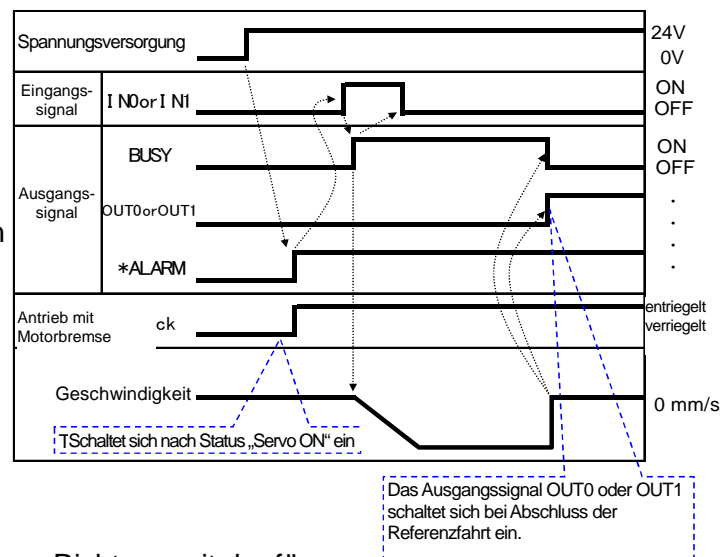 Spannungsversorgung
24V
0V
Eingangs-
signal
IN0orIN1
ON
OFF
BUSY
ON
OFF
Ausgangs-
signal
OUT0orOUT1
*ALARM
Antrieb mit
Motorbremse
ck
entriegelt
verriegelt
Geschwindigkeit
0 mm/s
Schaltet sich nach Status „Servo ON“ ein
Das Ausgangssignal OUT0 oder OUT1
schaltet sich bei Abschluss der
Referenzfahrt ein.